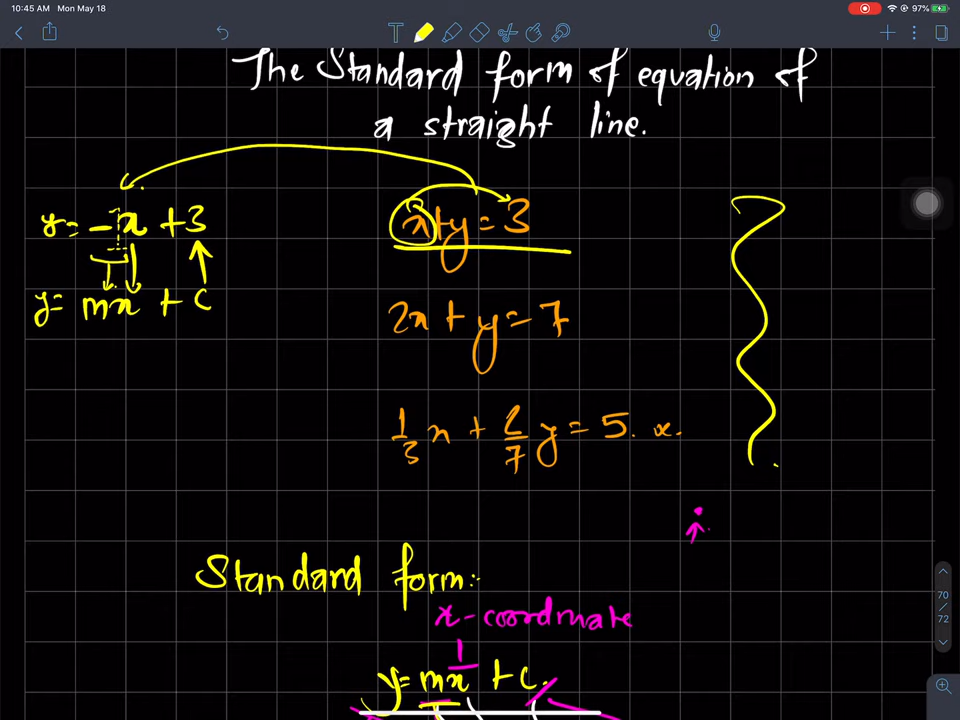 10:45 AM Mon May 18
97%
The Standard form of equation of
a straight line.
y = -x + 3
x + y = 3
y = mx + c
2x + y = 7
1/3 x + 2/7 y = 5. x.
70
/
72
Standard form:
x-coordinate
1
y = mx + c.